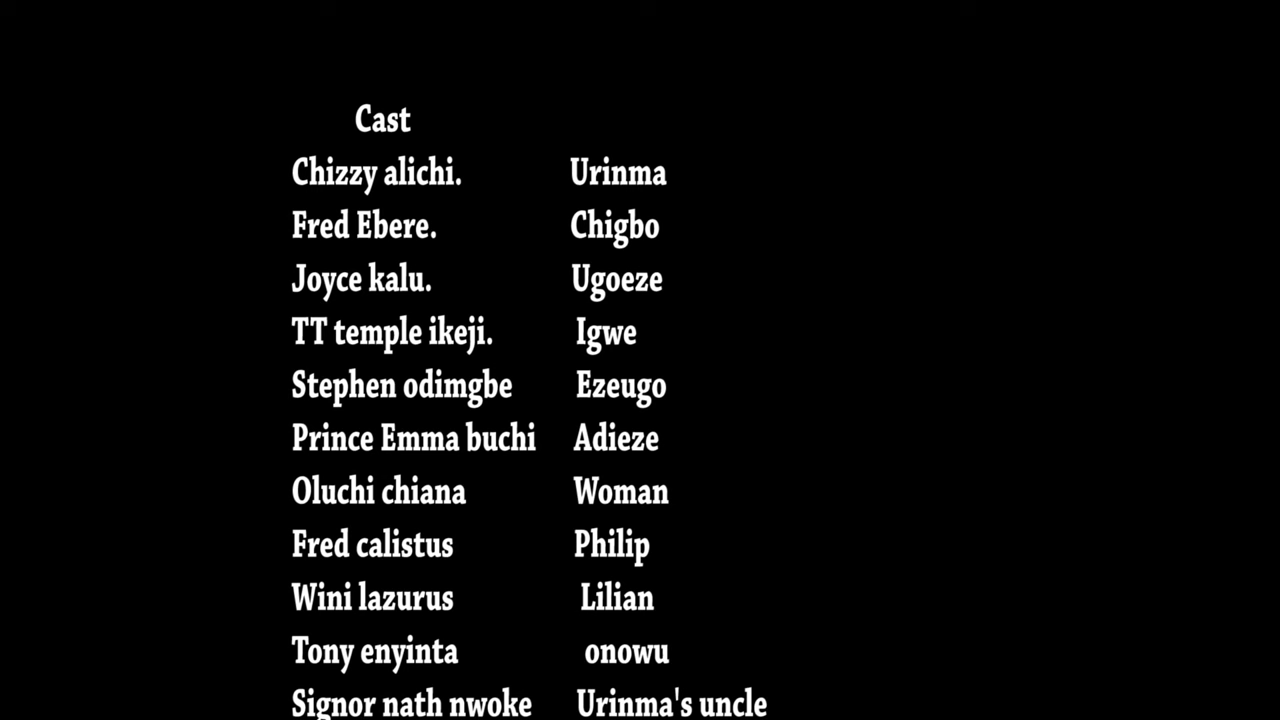 Cast
Chizzy alichi. Urinma
Fred Ebere. Chigbo
Joyce kalu. Ugoeze
TT temple ikeji. Igwe
Stephen odimgbe Ezeugo
Prince Emma buchi Adieze
Oluchi chiana Woman
Fred calistus Philip
Wini lazurus Lilian
Tony enyinta onowu
Signor nath nwoke Urinma's uncle